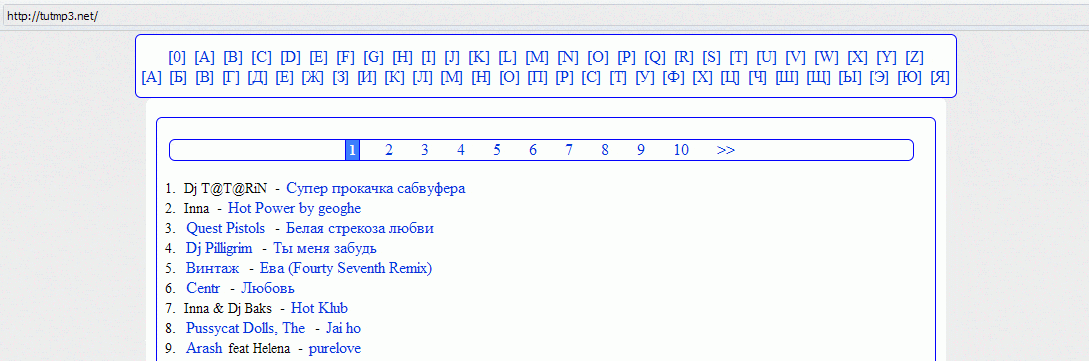 http://tutmp3.net/
[0] [A] [B] [C] [D] [E] [F] [G] [H] [I] [J] [K] [L] [M] [N] [O] [P] [Q] [R] [S] [T] [U] [V] [W] [X] [Y] [Z]
[А] [Б] [В] [Г] [Д] [Е] [Ж] [З] [И] [К] [Л] [М] [Н] [О] [П] [Р] [С] [Т] [У] [Ф] [Х] [Ц] [Ч] [Ш] [Щ] [Ы] [Э] [Ю] [Я]
1 2 3 4 5 6 7 8 9 10 >>
1. Dj T@T@RiN - Супер прокачка сабвуфера
2. Inna - Hot Power by geoghe
3. Quest Pistols - Белая стрекоза любви
4. Dj Pilligrim - Ты меня забудь
5. Винтаж - Ева (Fourty Seventh Remix)
6. Centr - Любовь
7. Inna & Dj Baks - Hot Klub
8. Pussycat Dolls, The - Jai ho
9. Arash feat Helena - purelove